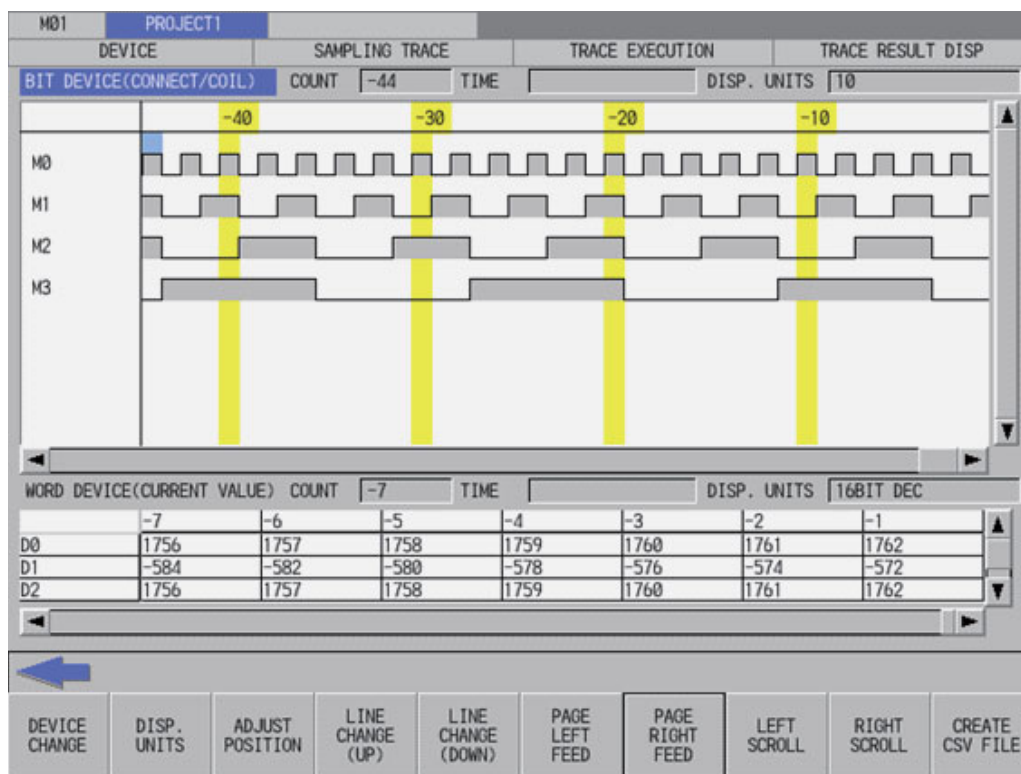 M01 PROJECT1
DEVICE SAMPLING TRACE TRACE EXECUTION TRACE RESULT DISP
BIT DEVICE(CONNECT/COIL) COUNT -44 TIME DISP. UNITS 10
-40 -30 -20 -10
M0
M1
M2
M3
WORD DEVICE(CURRENT VALUE) COUNT -7 TIME DISP. UNITS 16BIT DEC
-7 -6 -5 -4 -3 -2 -1
D0 1756 1757 1758 1759 1760 1761 1762
D1 -584 -582 -580 -578 -576 -574 -572
D2 1756 1757 1758 1759 1760 1761 1762
DEVICE CHANGE
DISP. UNITS
ADJUST POSITION
LINE CHANGE (UP)
LINE CHANGE (DOWN)
PAGE LEFT FEED
PAGE RIGHT FEED
LEFT SCROLL
RIGHT SCROLL
CREATE CSV FILE